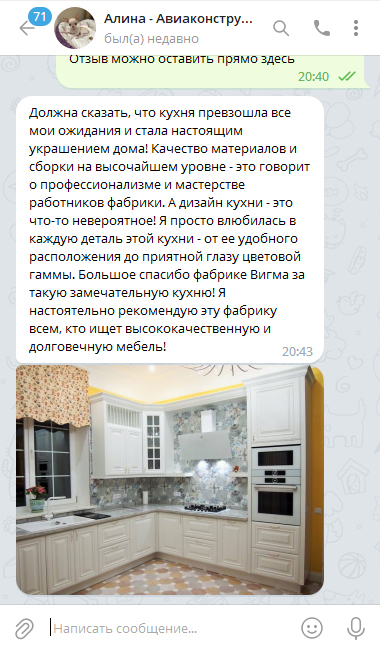 71
Алина - Авиаконстру...
был(а) недавно
Отзыв можно оставить прямо здесь
20:40
Должна сказать, что кухня превзошла все
мои ожидания и стала настоящим
украшением дома! Качество материалов и
сборки на высочайшем уровне - это говорит
о профессионализме и мастерстве
работников фабрики. А дизайн кухни - это
что-то невероятное! Я просто влюбилась в
каждую деталь этой кухни - от ее удобного
расположения до приятной глазу цветовой
гаммы. Большое спасибо фабрике Вигма за
такую замечательную кухню! Я
настоятельно рекомендую эту фабрику
всем, кто ищет высококачественную и
долговечную мебель!
20:43
Написать сообщение...